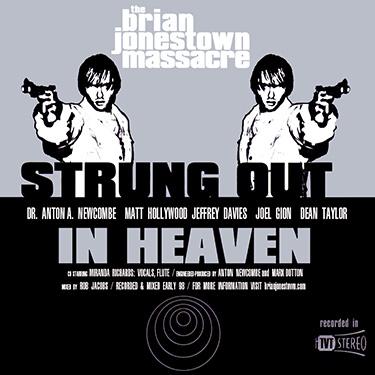 the
brian
jonestown
massacre
STRUNG OUT
DR. ANTON A. NEWCOMBE MATT HOLLYWOOD JEFFREY DAVIES JOEL GION DEAN TAYLOR
IN HEAVEN
CO STARRING MIRANDA RICHARDS: VOCALS, FLUTE / ENGINEERED-PRODUCED BY ANTON NEWCOMBE and MARK DUTTON
MIXED BY ROB JACOBS / RECORDED & MIXED EARLY 98 / FOR MORE INFORMATION VISIT brianjonestown.com
recorded in
TVT STEREO